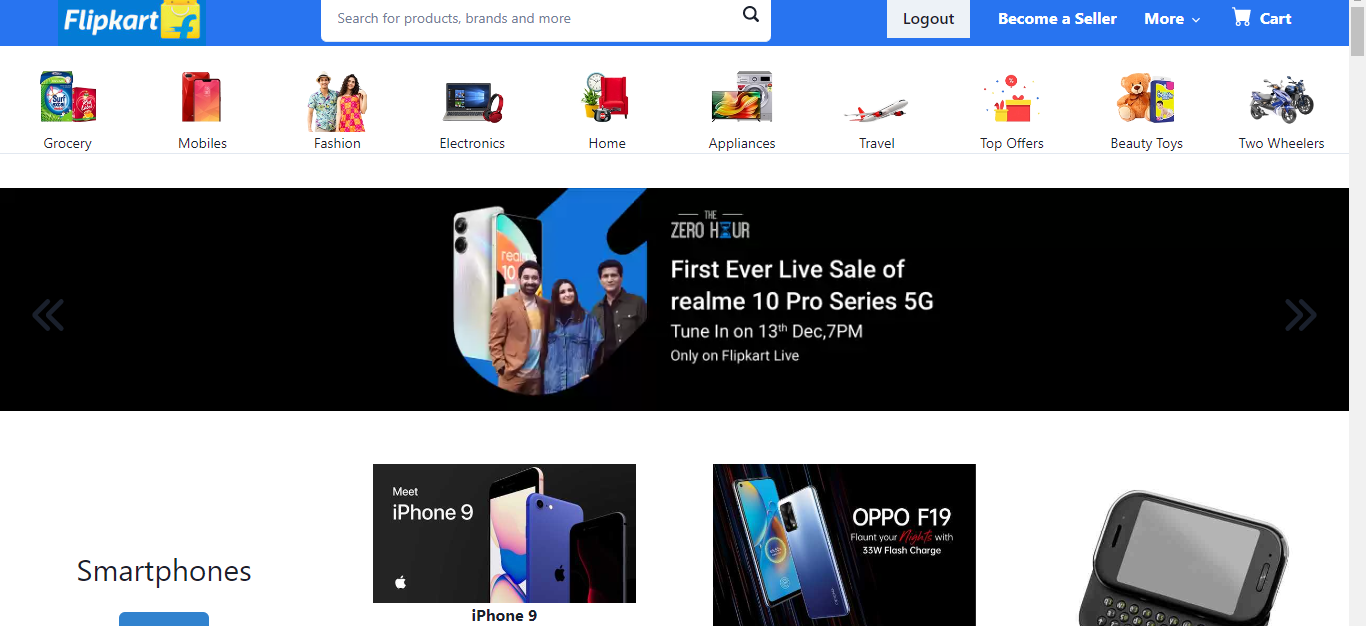 Flipkart
Search for products, brands and more
Logout
Become a Seller
More
Cart
Grocery
Mobiles
Fashion
Electronics
Home
Appliances
Travel
Top Offers
Beauty Toys
Two Wheelers
THE
ZERO HOUR
First Ever Live Sale of
realme 10 Pro Series 5G
Tune In on 13th Dec,7PM
Only on Flipkart Live
Smartphones
Meet
iPhone 9
iPhone 9
OPPO F19
Flaunt your Nights with
33W Flash Charge